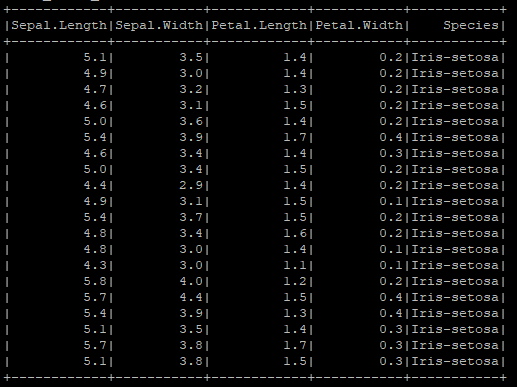 +------------+-----------+------------+-----------+-----------+
|Sepal.Length|Sepal.Width|Petal.Length|Petal.Width|    Species|
+------------+-----------+------------+-----------+-----------+
|         5.1|        3.5|         1.4|        0.2|Iris-setosa|
|         4.9|        3.0|         1.4|        0.2|Iris-setosa|
|         4.7|        3.2|         1.3|        0.2|Iris-setosa|
|         4.6|        3.1|         1.5|        0.2|Iris-setosa|
|         5.0|        3.6|         1.4|        0.2|Iris-setosa|
|         5.4|        3.9|         1.7|        0.4|Iris-setosa|
|         4.6|        3.4|         1.4|        0.3|Iris-setosa|
|         5.0|        3.4|         1.5|        0.2|Iris-setosa|
|         4.4|        2.9|         1.4|        0.2|Iris-setosa|
|         4.9|        3.1|         1.5|        0.1|Iris-setosa|
|         5.4|        3.7|         1.5|        0.2|Iris-setosa|
|         4.8|        3.4|         1.6|        0.2|Iris-setosa|
|         4.8|        3.0|         1.4|        0.1|Iris-setosa|
|         4.3|        3.0|         1.1|        0.1|Iris-setosa|
|         5.8|        4.0|         1.2|        0.2|Iris-setosa|
|         5.7|        4.4|         1.5|        0.4|Iris-setosa|
|         5.4|        3.9|         1.3|        0.4|Iris-setosa|
|         5.1|        3.5|         1.4|        0.3|Iris-setosa|
|         5.7|        3.8|         1.7|        0.3|Iris-setosa|
|         5.1|        3.8|         1.5|        0.3|Iris-setosa|
+------------+-----------+------------+-----------+-----------+